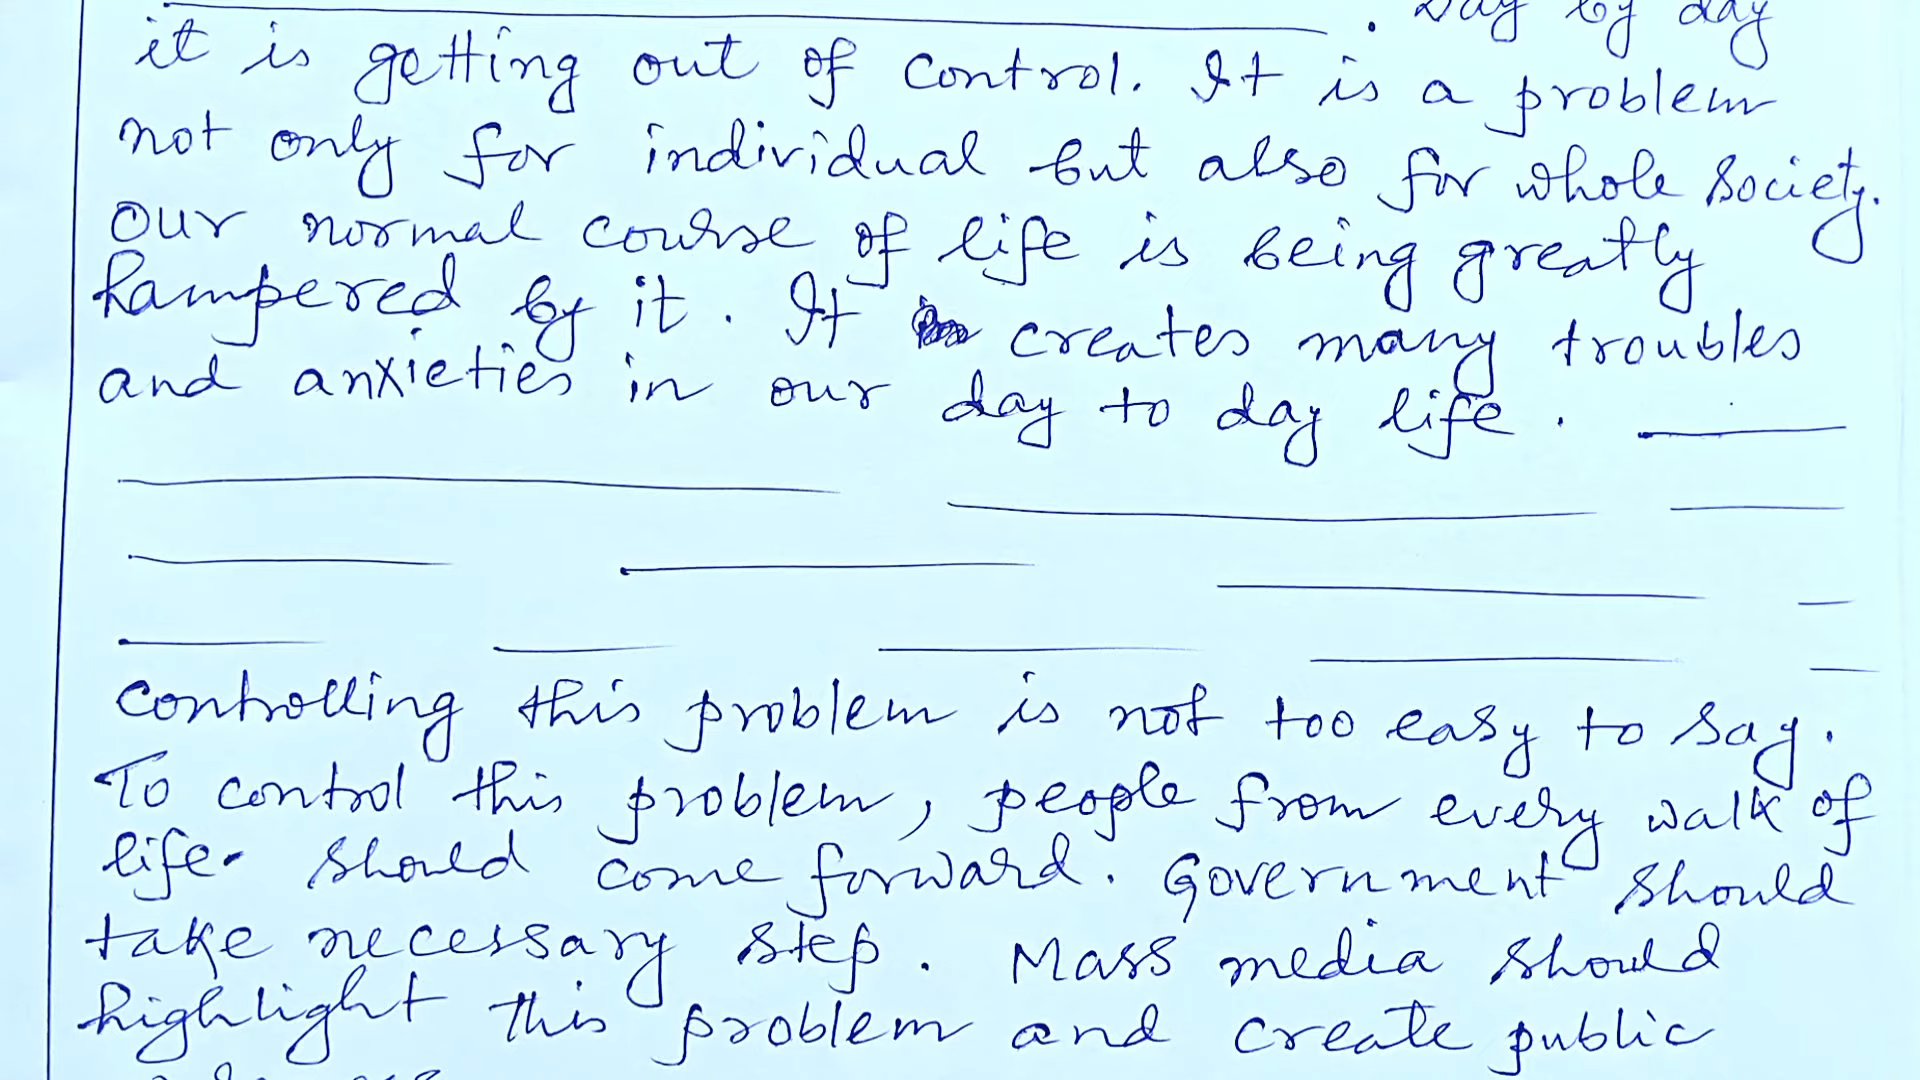 . Day by day
it is getting out of control. It is a problem
not only for individual but also for whole society.
Our normal course of life is being greatly
hampered by it. It creates many troubles
and anxieties in our day to day life.
Controlling this problem is not too easy to say.
To control this problem, people from every walk of
life should come forward. Government should
take necessary step. Mass media should
highlight this problem and create public